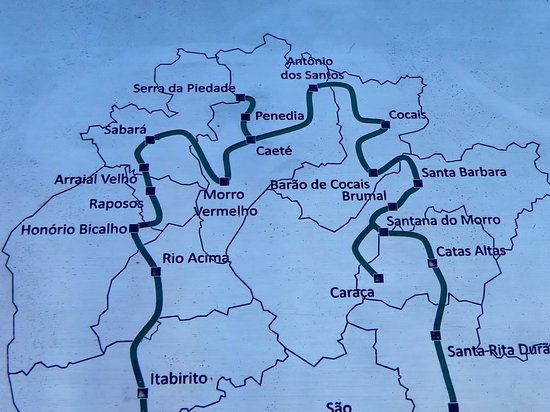 Antônio
dos Santos
Serra da Piedade
Penedia
Cocais
Sabará
Caeté
Arraial Velho
Santa Barbara
Barão de Cocais
Raposos
Morro
Vermelho
Brumal
Honório Bicalho
Santana do Morro
Rio Acima
Catas Altas
Caraça
Santa Rita Durã
Itabirito
São